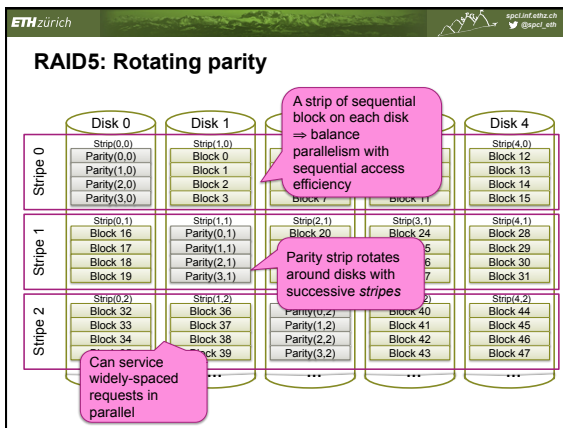 ETH zürich
spcl.inf.ethz.ch
@spcl_eth
RAID5: Rotating parity
A strip of sequential
block on each disk
⇒ balance
parallelism with
sequential access
efficiency
Disk 0
Disk 1
Disk 4
Stripe 0
Strip(0,0)
Parity(0,0)
Parity(1,0)
Parity(2,0)
Parity(3,0)
Strip(1,0)
Block 0
Block 1
Block 2
Block 3
Block 7
Block 11
Strip(4,0)
Block 12
Block 13
Block 14
Block 15
Stripe 1
Strip(0,1)
Block 16
Block 17
Block 18
Block 19
Strip(1,1)
Parity(0,1)
Parity(1,1)
Parity(2,1)
Parity(3,1)
Strip(2,1)
Block 20
Strip(3,1)
Block 24
5
6
7
Strip(4,1)
Block 28
Block 29
Block 30
Block 31
Parity strip rotates
around disks with
successive stripes
Stripe 2
Strip(0,2)
Block 32
Block 33
Block 34
Strip(1,2)
Block 36
Block 37
Block 38
Block 39
Parity(0,2)
Parity(1,2)
Parity(2,2)
Parity(3,2)
2)
Block 40
Block 41
Block 42
Block 43
Strip(4,2)
Block 44
Block 45
Block 46
Block 47
Can service
widely-spaced
requests in
parallel
... ... ... ...